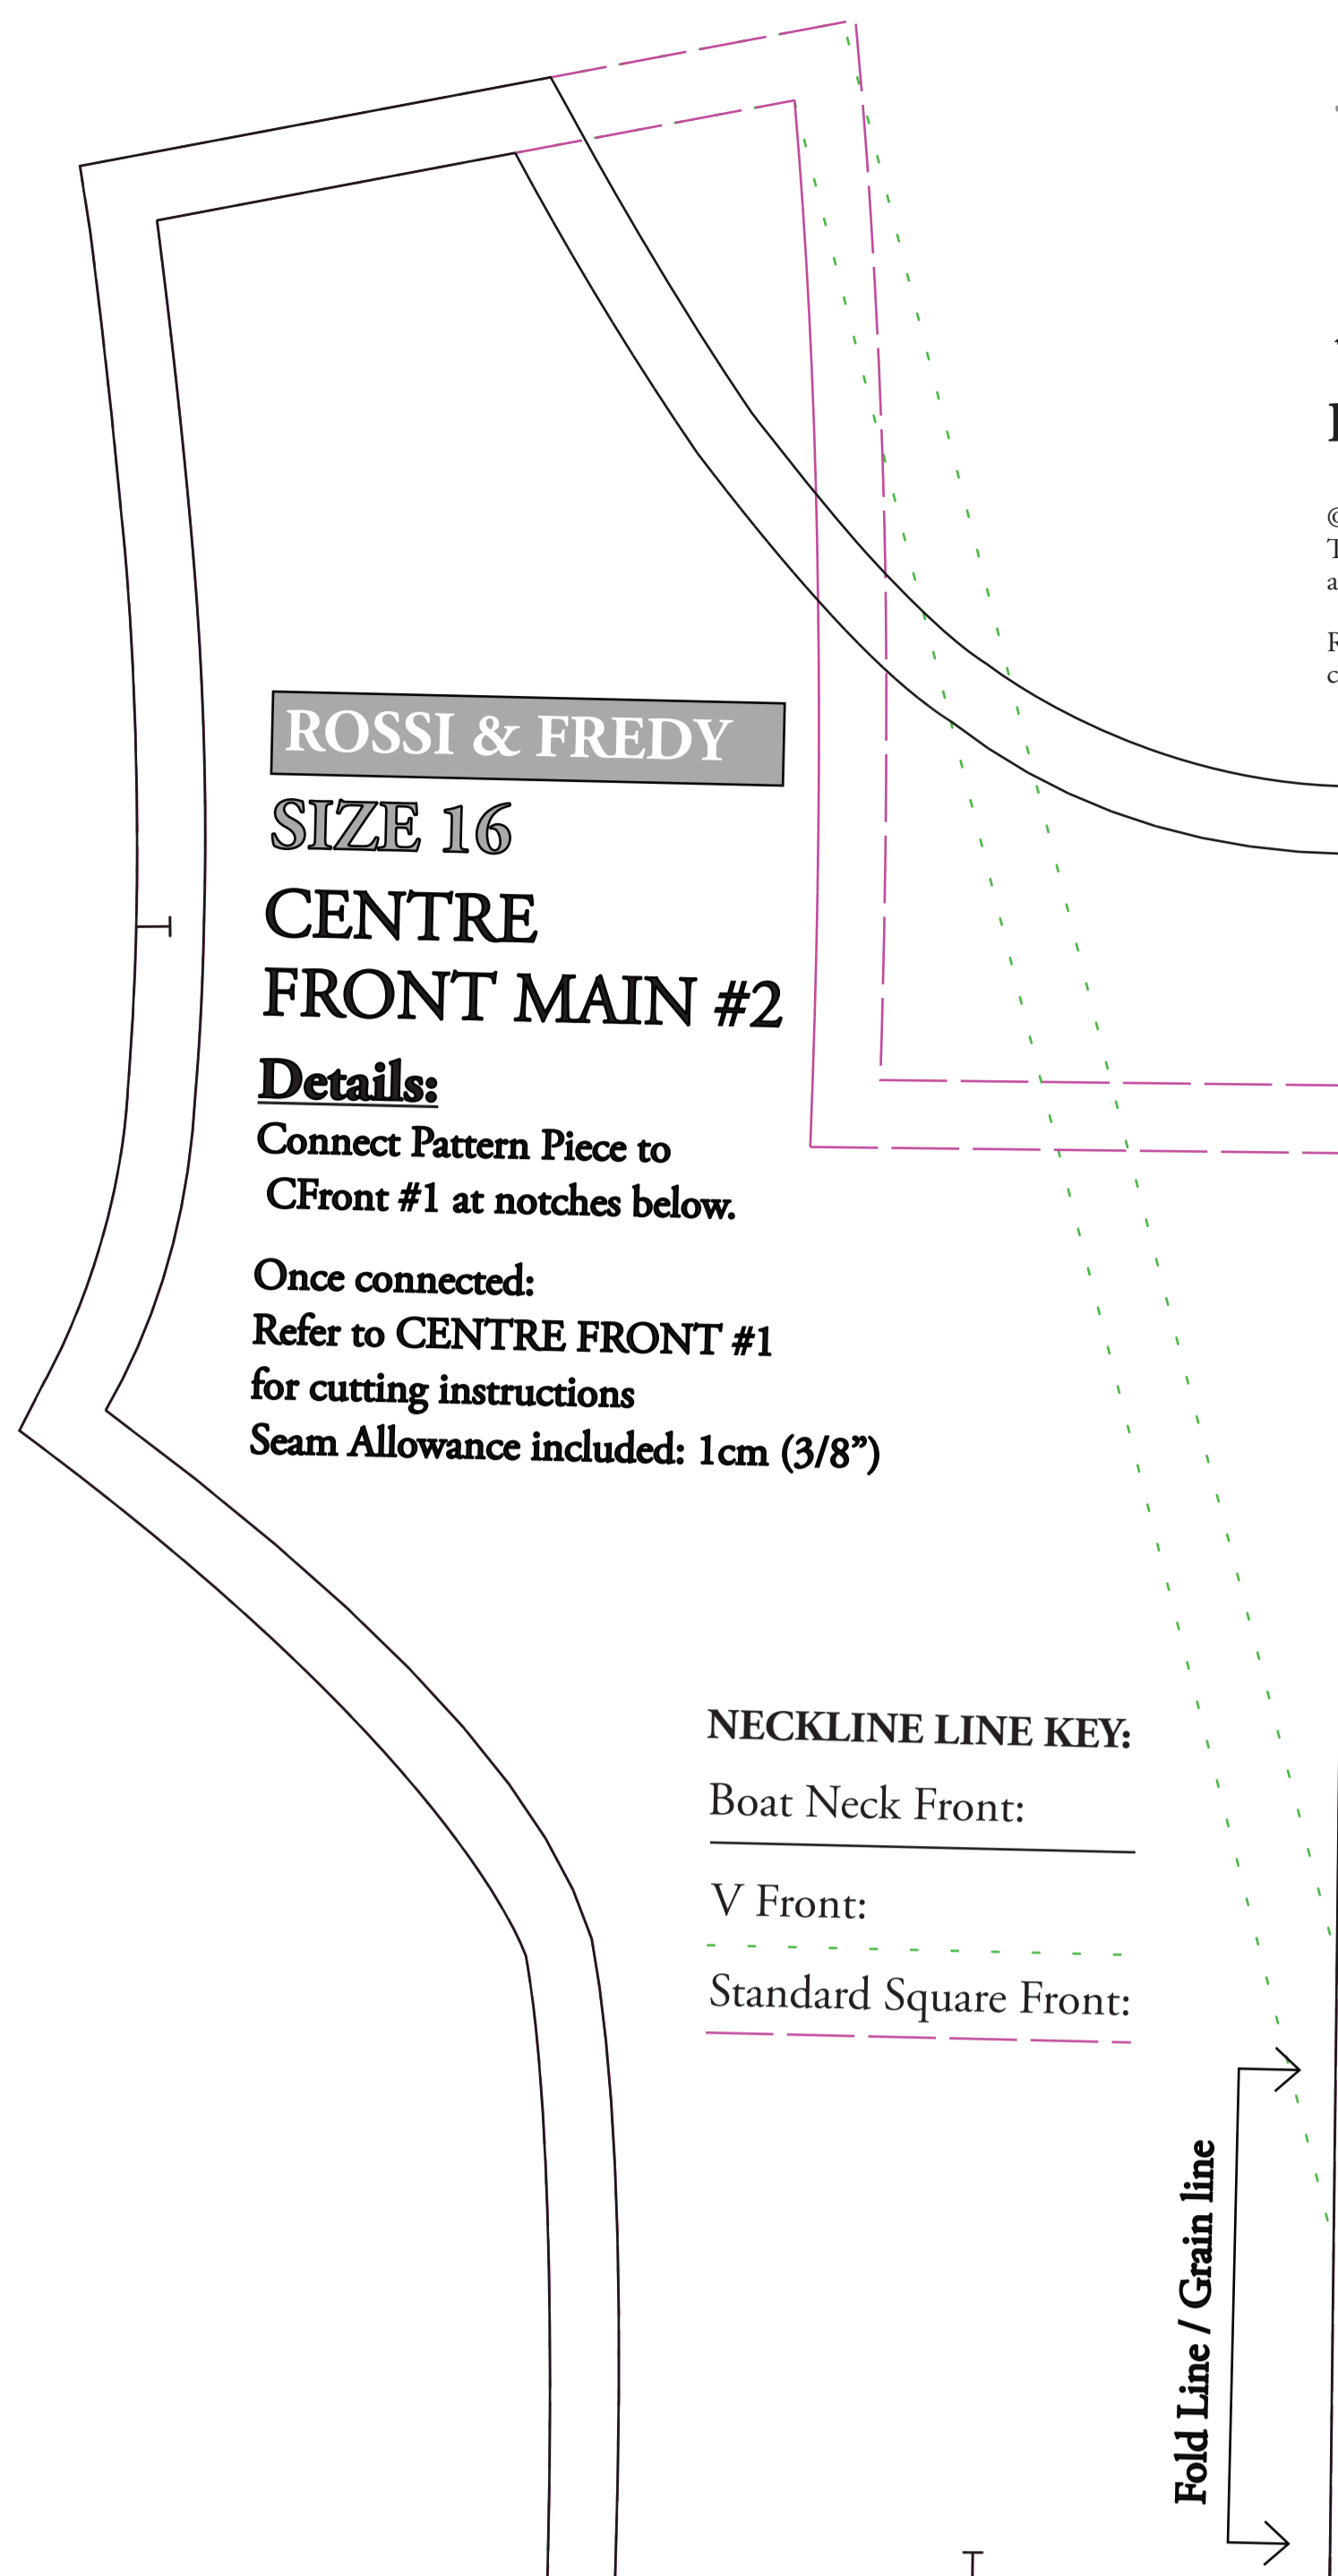 ROSSI & FREDY
SIZE 16
CENTRE
FRONT MAIN #2
Details:
Connect Pattern Piece to
CFront #1 at notches below.
Once connected:
Refer to CENTRE FRONT #1
for cutting instructions
Seam Allowance included: 1cm (3/8”)
NECKLINE LINE KEY:
Boat Neck Front:
V Front:
Standard Square Front:
Fold Line / Grain line